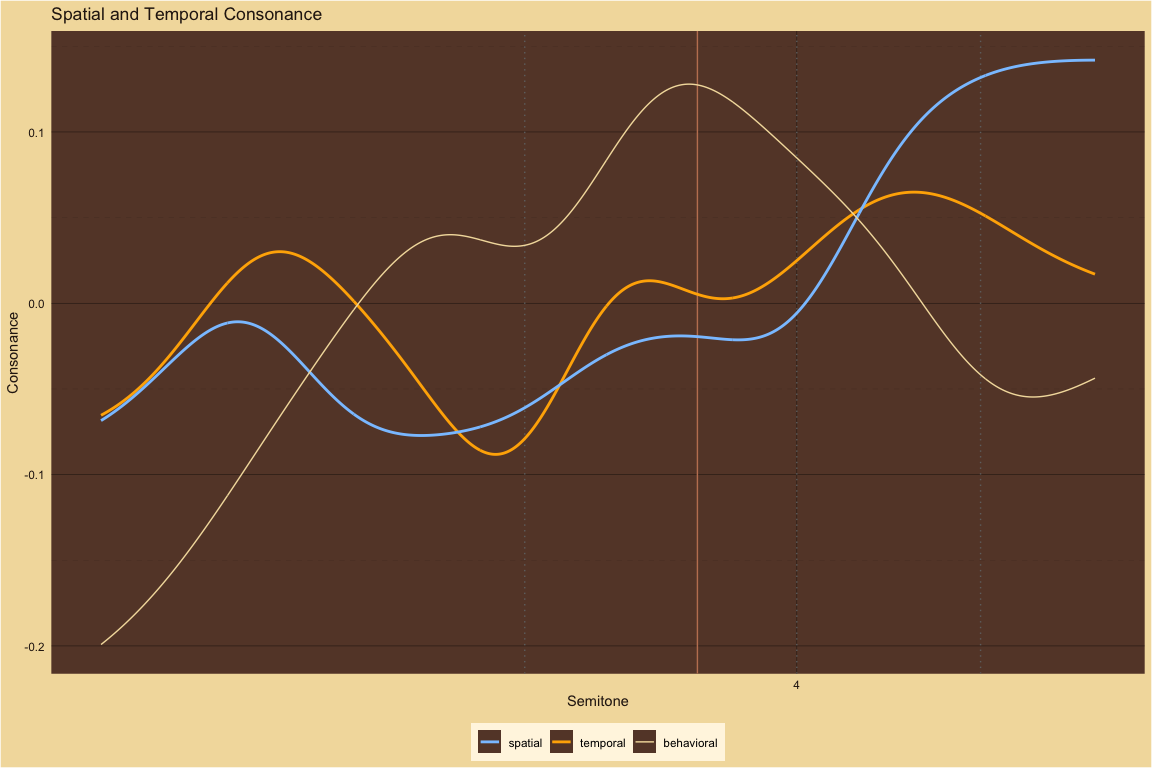 Spatial and Temporal Consonance
Consonance
0.1
0.0
-0.1
-0.2
4
Semitone
spatial temporal behavioral